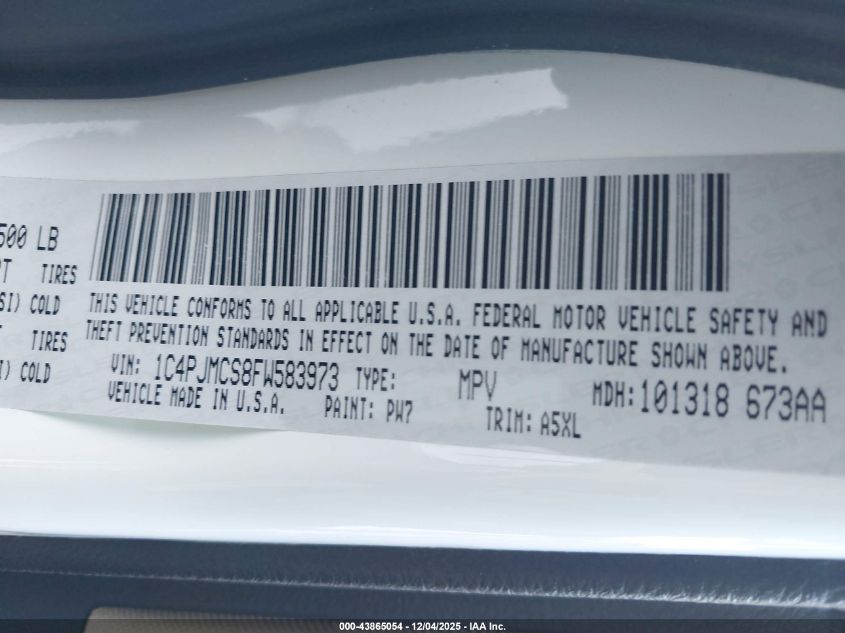 500 LB
TIRES
SI) COLD
TIRES
SI) COLD
THIS VEHICLE CONFORMS TO ALL APPLICABLE U.S.A. FEDERAL MOTOR VEHICLE SAFETY AND
THEFT PREVENTION STANDARDS IN EFFECT ON THE DATE OF MANUFACTURE SHOWN ABOVE.
VIN: 1C4PJMCS8FW583973 TYPE: MPV MDH:101318 673AA
VEHICLE MADE IN U.S.A. PAINT: PW7 TRIM: A5XL
000-43865054 - 12/04/2025 - IAA Inc.